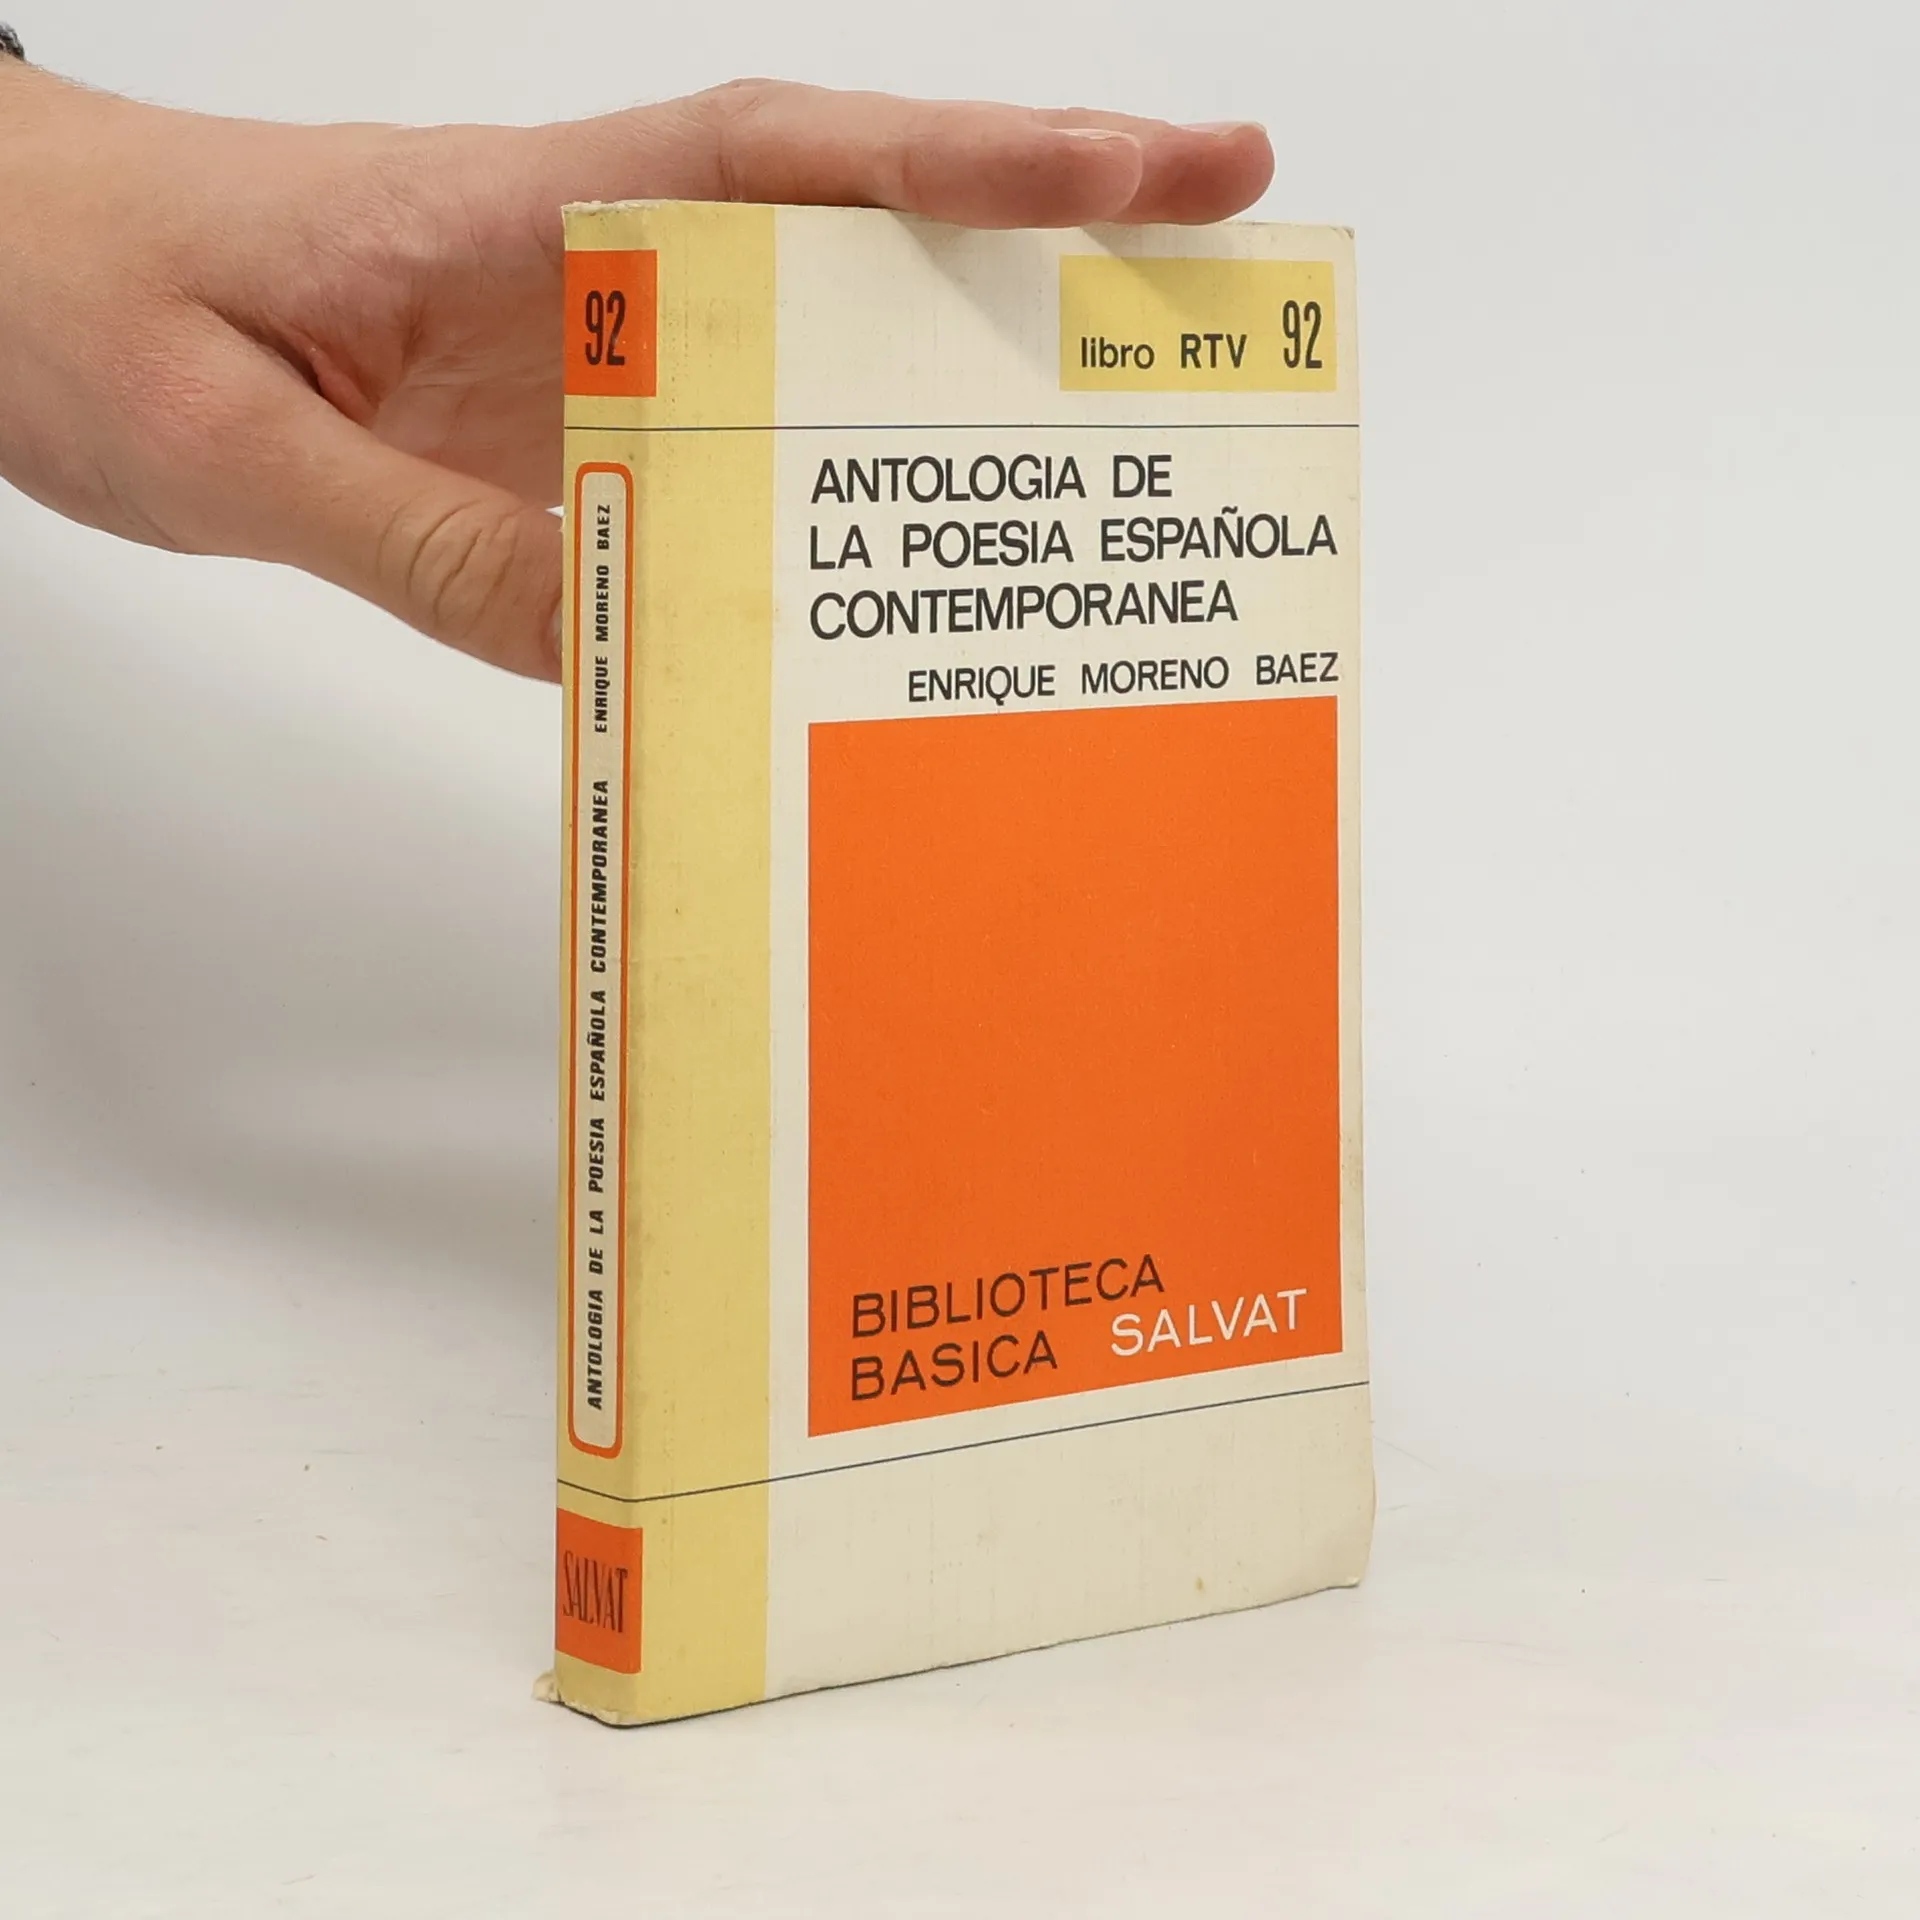 92
ANTOLOGIA DE LA POESIA ESPAÑOLA CONTEMPORANEA ENRIQUE MORENO BAEZ
SALVAT
libro RTV 92
ANTOLOGIA DE
LA POESIA ESPAÑOLA
CONTEMPORANEA
ENRIQUE MORENO BAEZ
BIBLIOTECA
BASICA SALVAT